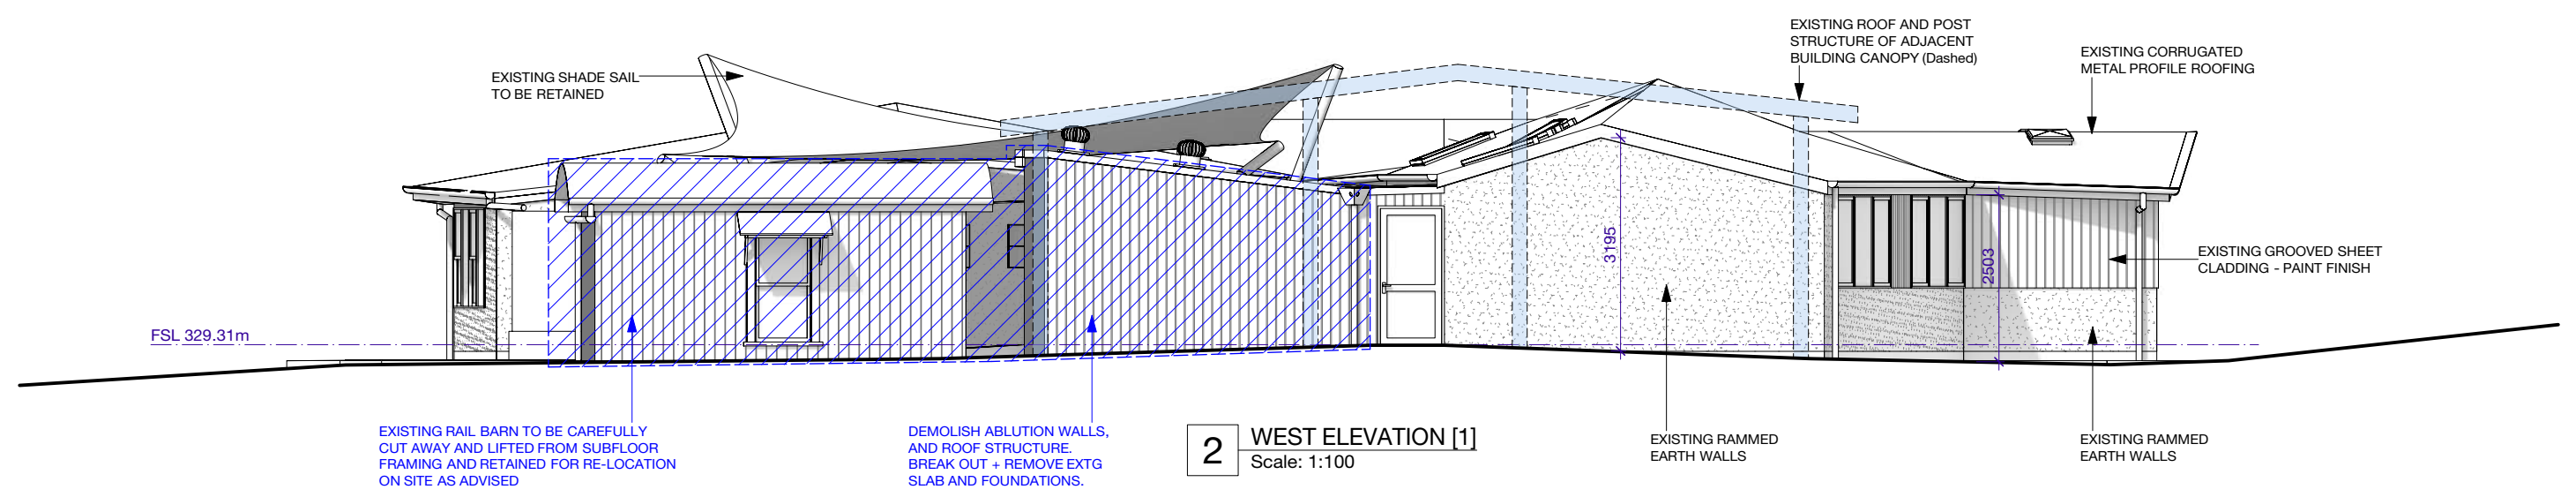 EXISTING ROOF AND POST
STRUCTURE OF ADJACENT
BUILDING CANOPY (Dashed)
EXISTING CORRUGATED
METAL PROFILE ROOFING
EXISTING SHADE SAIL
TO BE RETAINED
3195
2503
EXISTING GROOVED SHEET
CLADDING - PAINT FINISH
FSL 329.31m
EXISTING RAIL BARN TO BE CAREFULLY
CUT AWAY AND LIFTED FROM SUBFLOOR
FRAMING AND RETAINED FOR RE-LOCATION
ON SITE AS ADVISED
DEMOLISH ABLUTION WALLS,
AND ROOF STRUCTURE.
BREAK OUT + REMOVE EXTG
SLAB AND FOUNDATIONS.
2
WEST ELEVATION [1]
Scale: 1:100
EXISTING RAMMED
EARTH WALLS
EXISTING RAMMED
EARTH WALLS